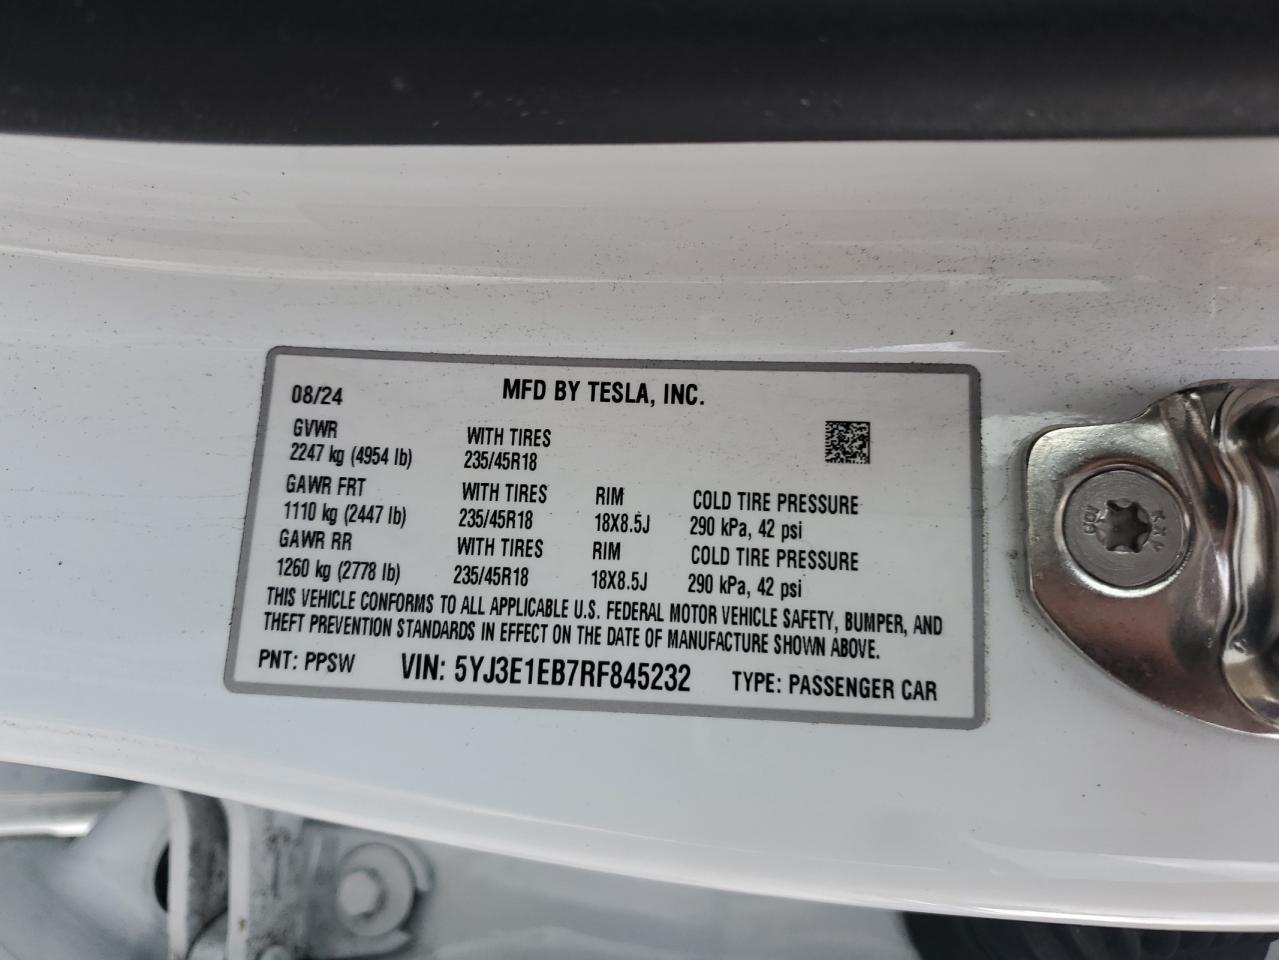 08/24 MFD BY TESLA, INC.
GVWR WITH TIRES
2247 kg (4954 lb) 235/45R18
GAWR FRT WITH TIRES RIM COLD TIRE PRESSURE
1110 kg (2447 lb) 235/45R18 18X8.5J 290 kPa, 42 psi
GAWR RR WITH TIRES RIM COLD TIRE PRESSURE
1260 kg (2778 lb) 235/45R18 18X8.5J 290 kPa, 42 psi
THIS VEHICLE CONFORMS TO ALL APPLICABLE U.S. FEDERAL MOTOR VEHICLE SAFETY, BUMPER, AND
THEFT PREVENTION STANDARDS IN EFFECT ON THE DATE OF MANUFACTURE SHOWN ABOVE.
PNT: PPSW VIN: 5YJ3E1EB7RF845232 TYPE: PASSENGER CAR